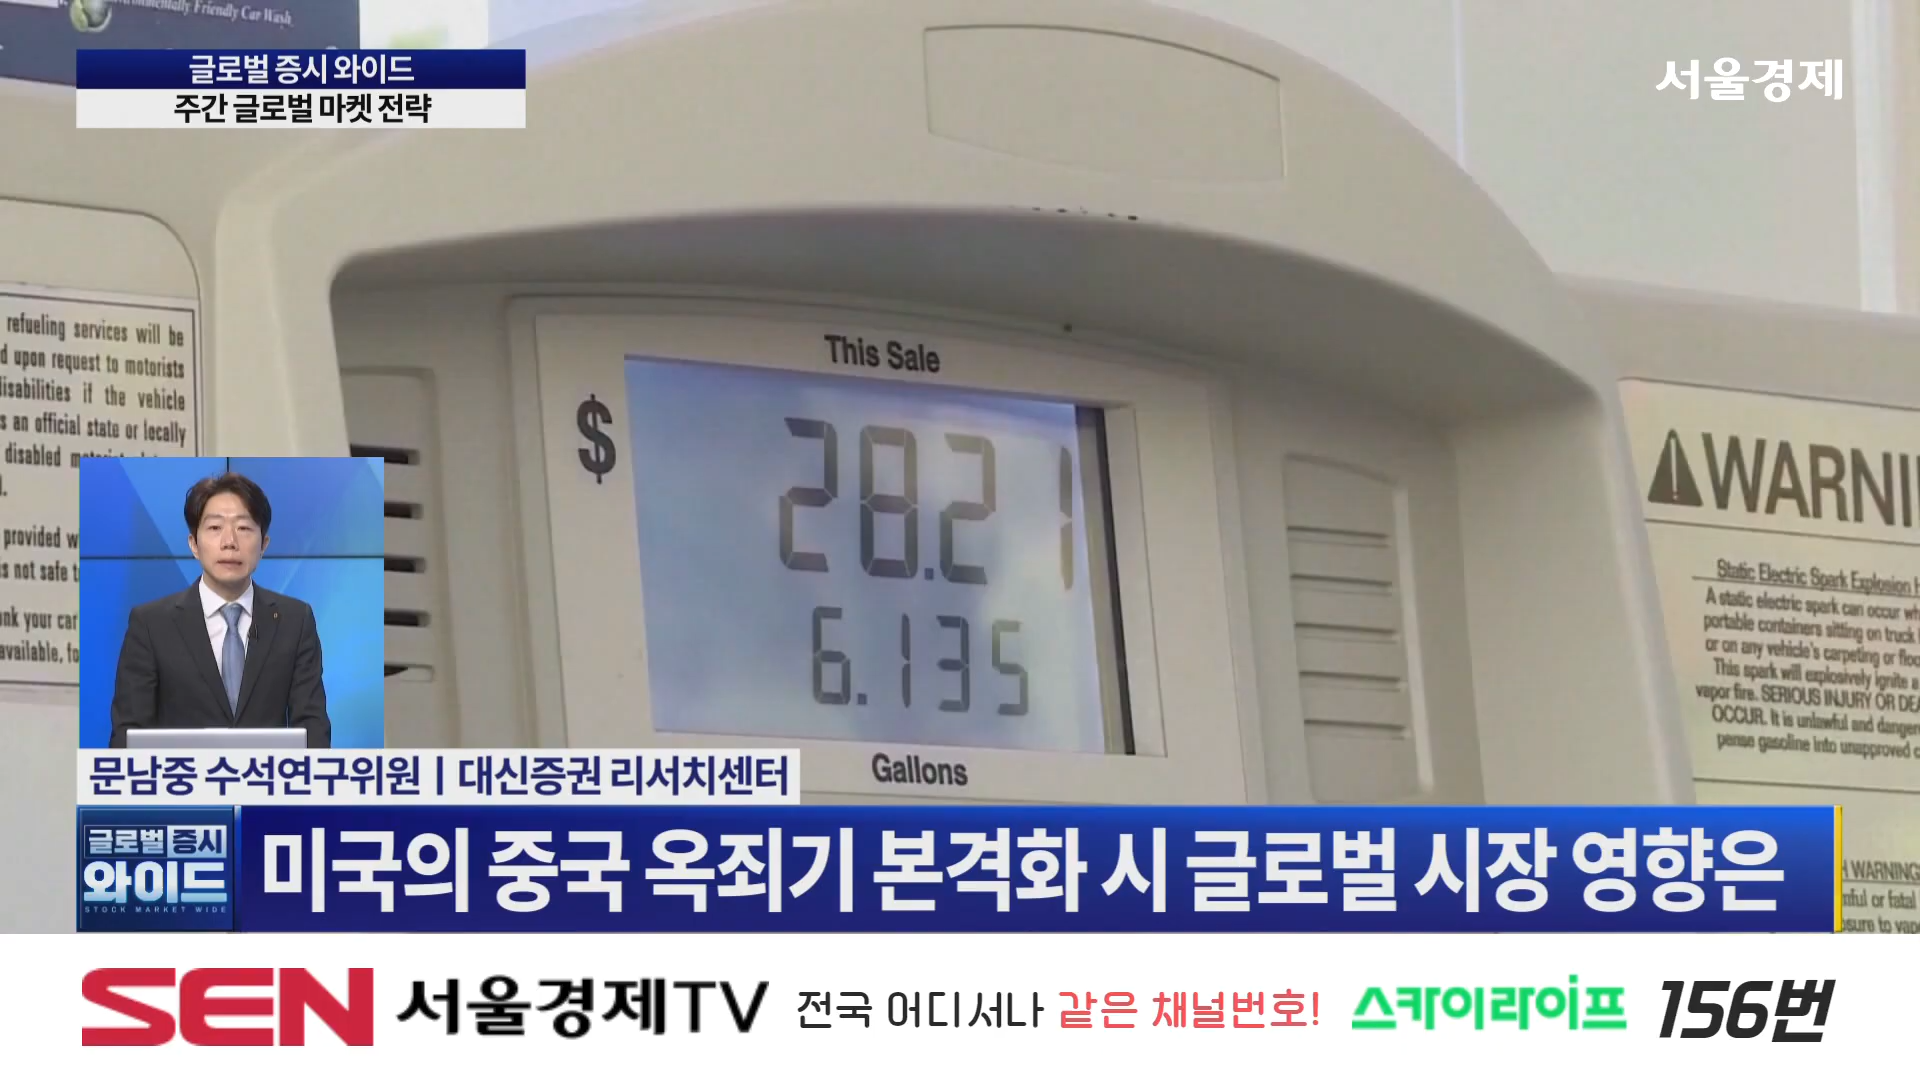 Environmentally Friendly Car Wash
글로벌 증시 와이드
주간 글로벌 마켓 전략
서울경제
refueling services will be
d upon request to motorists
disabilities if the vehicle
s an official state or locally
disabled
provided
is not safe
nk your car
available,
This Sale
$ 28.21
6.135
Gallons
WARNI
Static Electric Spark Explosion
A static electric spark can occur
portable containers sitting on truck
or on any vehicle's carpeting or
This spark will explosively ignite a
vapor fire. SERIOUS INJURY OR
OCCUR. It is unlawful and
gasoline into unapproved
WARNING
or fatal
문남중 수석연구위원 | 대신증권 리서치센터
글로벌 증시
와이드
STOCK MARKET WIDE
미국의 중국 옥죄기 본격화 시 글로벌 시장 영향은
SEN 서울경제TV 전국 어디서나 같은 채널번호! 스카이라이프 156번